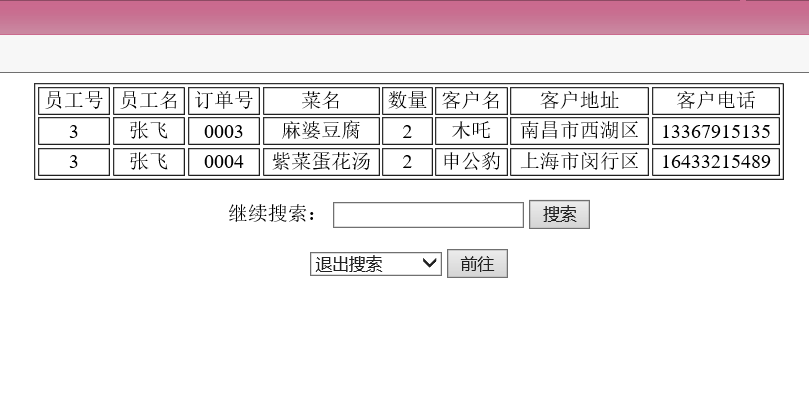 员工号 员工名 订单号 菜名 数量 客户名 客户地址 客户电话
3 张飞 0003 麻婆豆腐 2 木吒 南昌市西湖区 13367915135
3 张飞 0004 紫菜蛋花汤 2 申公豹 上海市闵行区 16433215489
继续搜索： 搜索
退出搜索 前往